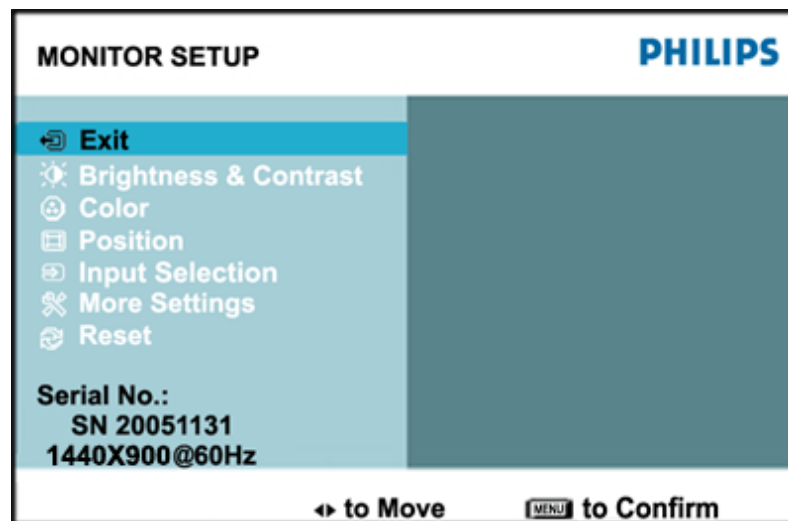 MONITOR SETUP PHILIPS
Exit
Brightness & Contrast
Color
Position
Input Selection
More Settings
Reset
Serial No.:
SN 20051131
1440X900@60Hz
to Move MENU to Confirm